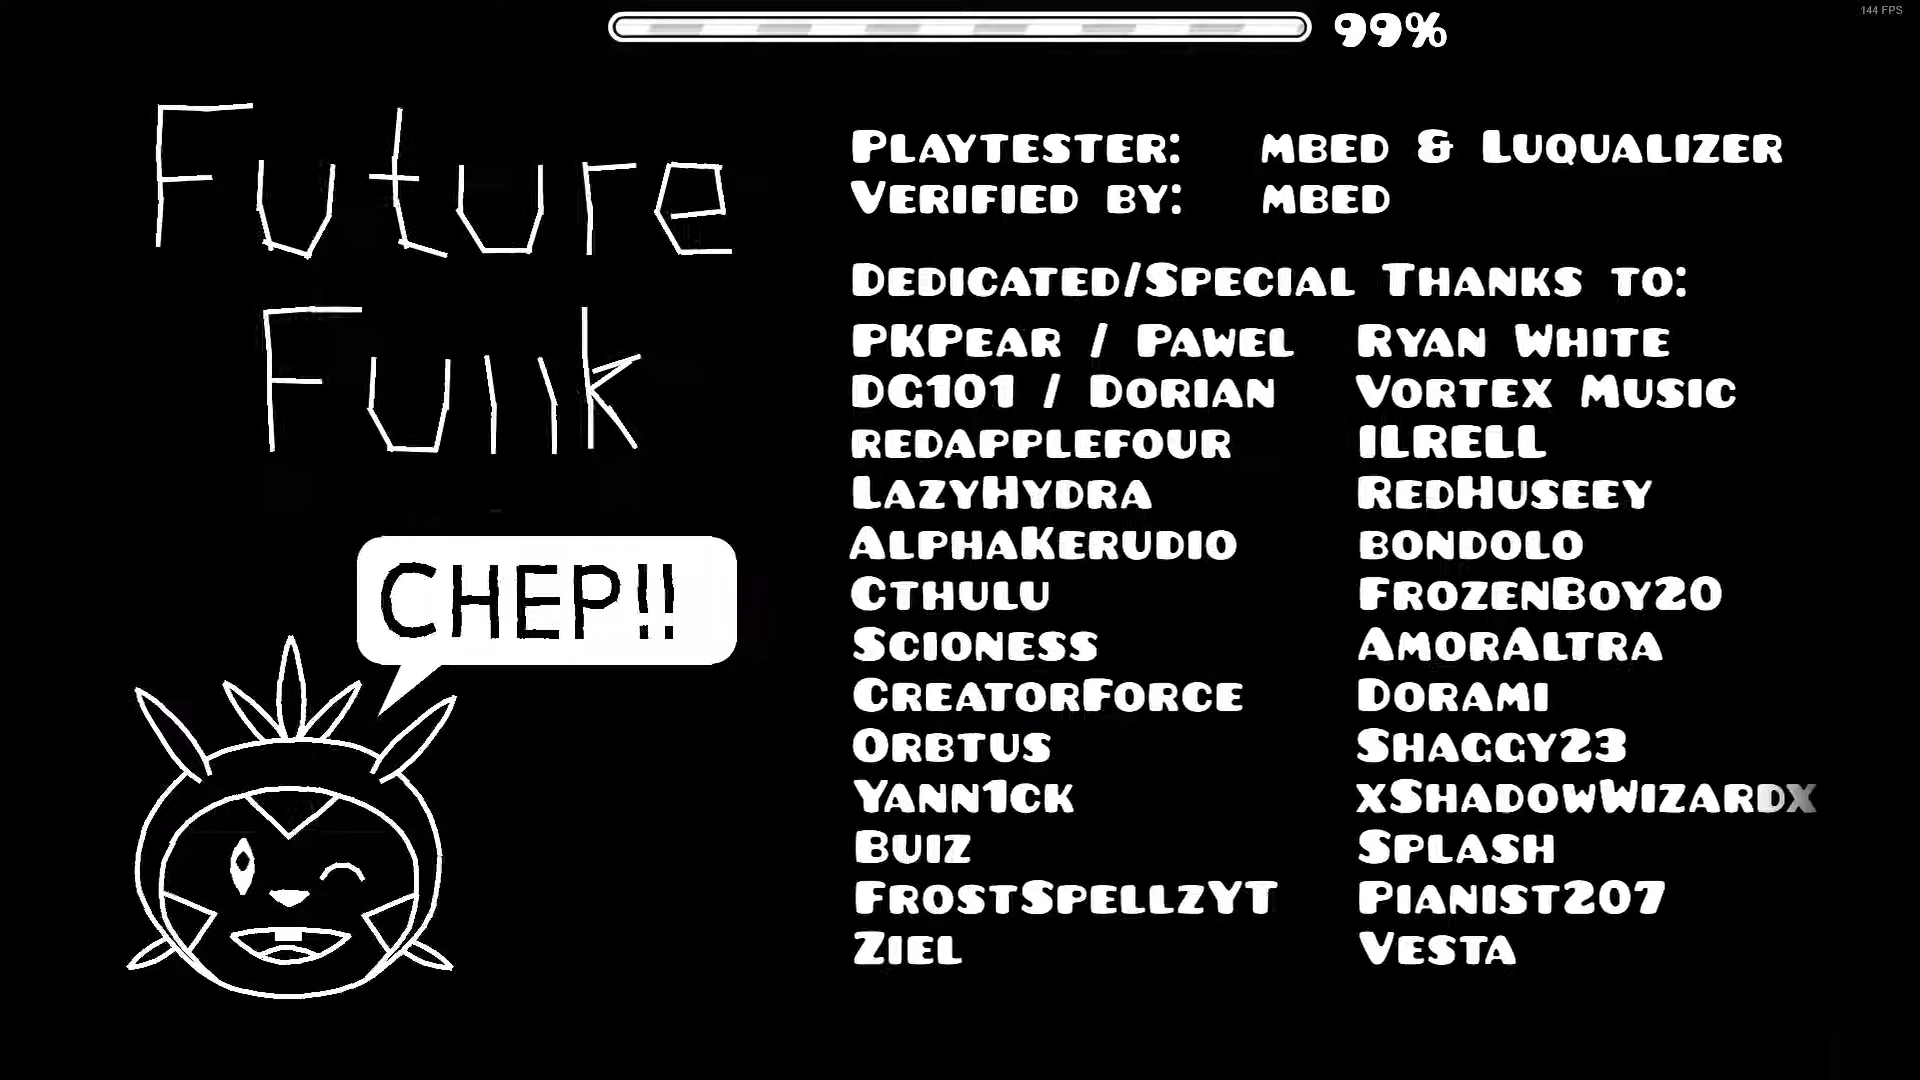 99%
144 FPS
Future
Funk
CHEP!!
PLAYTESTER: MBED & LUQUALIZER
VERIFIED BY: MBED
DEDICATED/SPECIAL THANKS TO:
PKPEAR / PAWEL RYAN WHITE
DG101 / DORIAN VORTEX MUSIC
REDAPPLEFOUR ILRELL
LAZYHYDRA REDHUSEEY
ALPHAKERUDIO BONDOLO
CTHULU FROZENBOY20
SCIONESS AMORALTRA
CREATORFORCE DORAMI
ORBTUS SHAGGY23
YANN1CK XSHADOWWIZARDX
BUIZ SPLASH
FROSTSPELLZYT PIANIST207
ZIEL VESTA